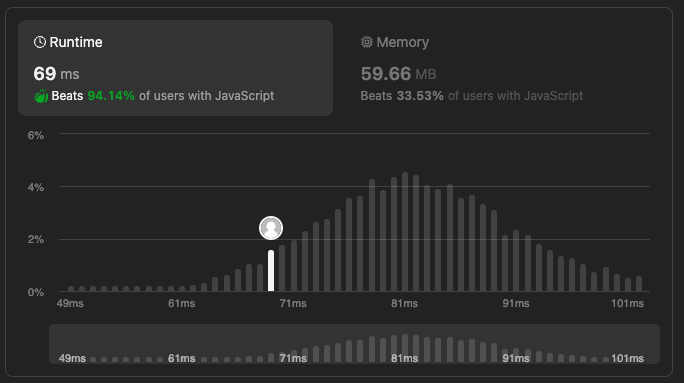 Runtime
69 ms
Beats 94.14% of users with JavaScript
Memory
59.66 MB
Beats 33.53% of users with JavaScript
6%
4%
2%
0%
49ms 61ms 71ms 81ms 91ms 101ms
49ms 61ms 71ms 81ms 91ms 101ms